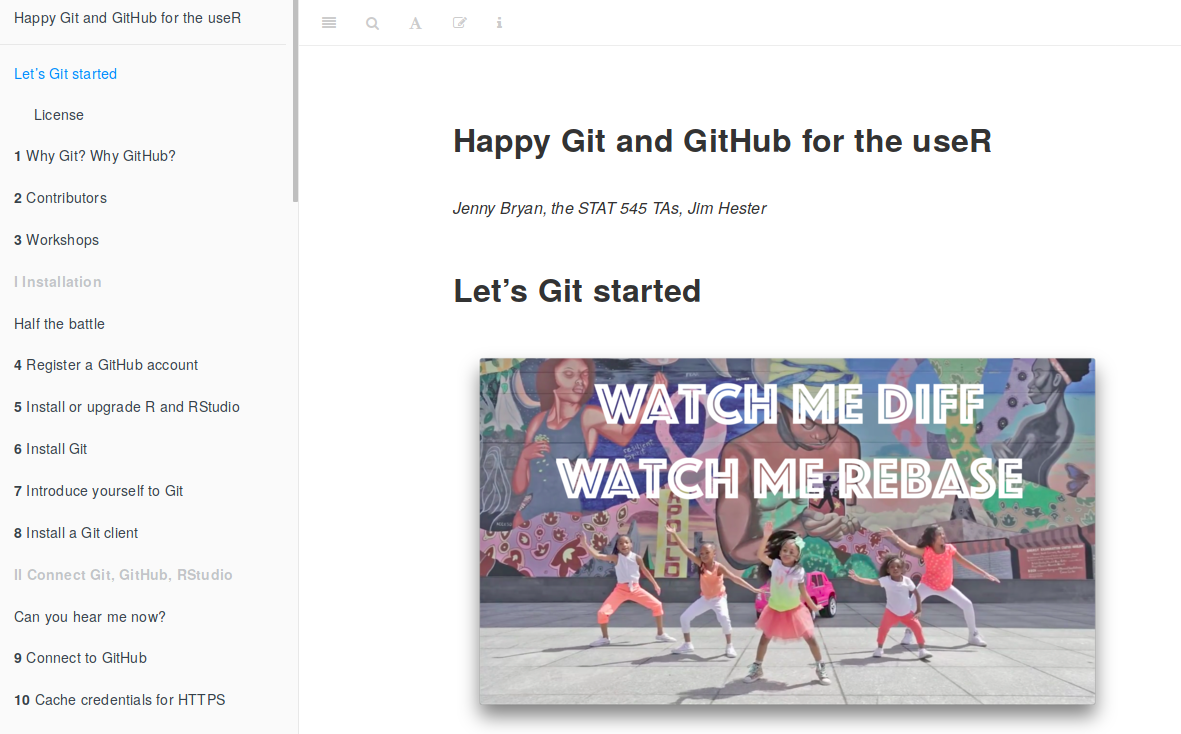 Happy Git and GitHub for the useR
Let's Git started
License
1 Why Git? Why GitHub?
2 Contributors
3 Workshops
I Installation
Half the battle
4 Register a GitHub account
5 Install or upgrade R and RStudio
6 Install Git
7 Introduce yourself to Git
8 Install a Git client
II Connect Git, GitHub, RStudio
Can you hear me now?
9 Connect to GitHub
10 Cache credentials for HTTPS
Happy Git and GitHub for the useR
Jenny Bryan, the STAT 545 TAs, Jim Hester
Let’s Git started
WATCH ME DIFF
WATCH ME REBASE
APOLLO